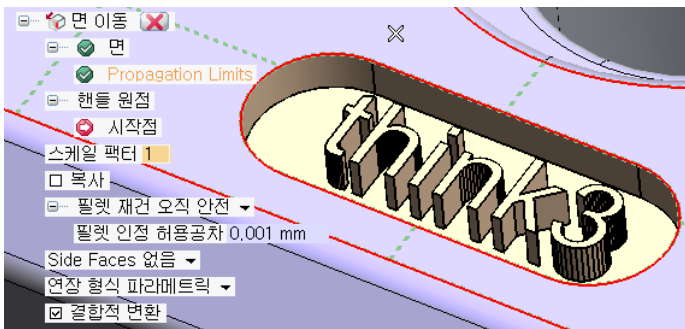 면 이동
면
Propagation Limits
핸들 원점
시작점
스케일 팩터 1
복사
필렛 재건 오직 안전
필렛 인정 허용공차 0,001 mm
Side Faces 없음
연장 형식 파라메트릭
결합적 변환
think3